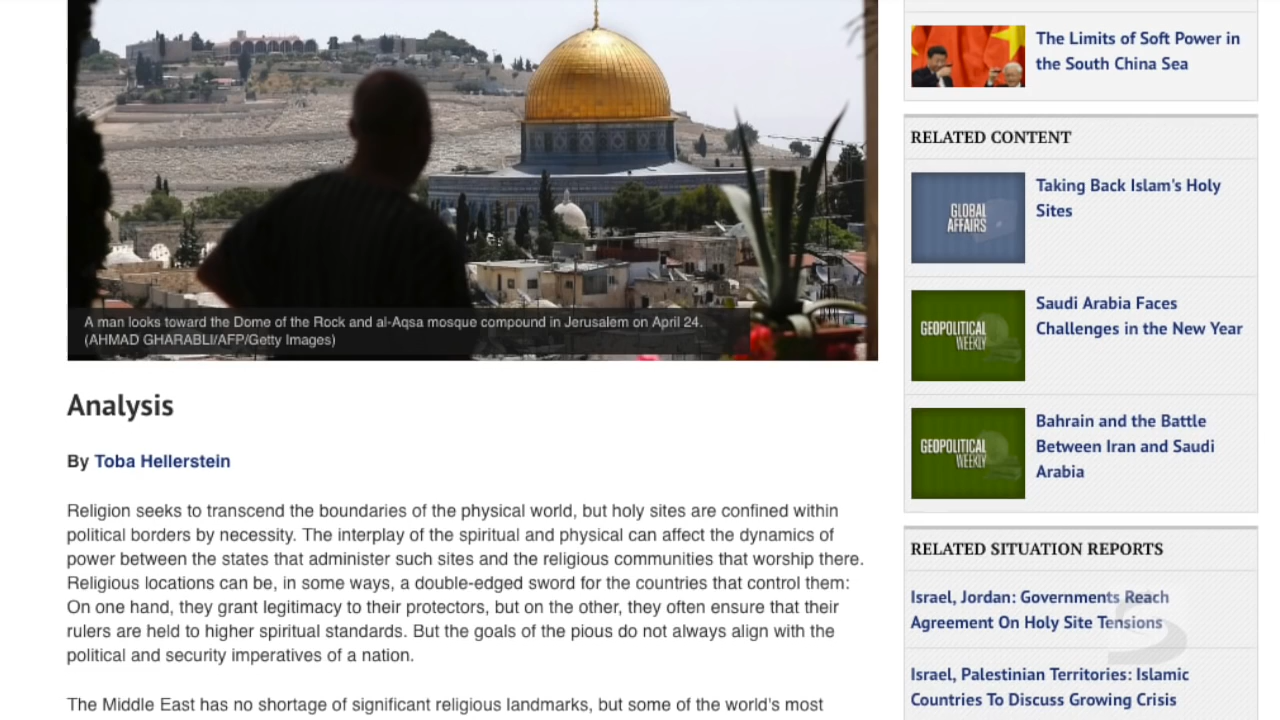 The Limits of Soft Power in
the South China Sea
A man looks toward the Dome of the Rock and al-Aqsa mosque compound in Jerusalem on April 24.
(AHMAD GHARABLI/AFP/Getty Images)
Analysis
By Toba Hellerstein
Religion seeks to transcend the boundaries of the physical world, but holy sites are confined within
political borders by necessity. The interplay of the spiritual and physical can affect the dynamics of
power between the states that administer such sites and the religious communities that worship there.
Religious locations can be, in some ways, a double-edged sword for the countries that control them:
On one hand, they grant legitimacy to their protectors, but on the other, they often ensure that their
rulers are held to higher spiritual standards. But the goals of the pious do not always align with the
political and security imperatives of a nation.
The Middle East has no shortage of significant religious landmarks, but some of the world's most
RELATED CONTENT
GLOBAL
AFFAIRS
Taking Back Islam's Holy
Sites
GEOPOLITICAL
WEEKLY
Saudi Arabia Faces
Challenges in the New Year
GEOPOLITICAL
WEEKLY
Bahrain and the Battle
Between Iran and Saudi
Arabia
RELATED SITUATION REPORTS
Israel, Jordan: Governments Reach
Agreement On Holy Site Tensions
Israel, Palestinian Territories: Islamic
Countries To Discuss Growing Crisis
S